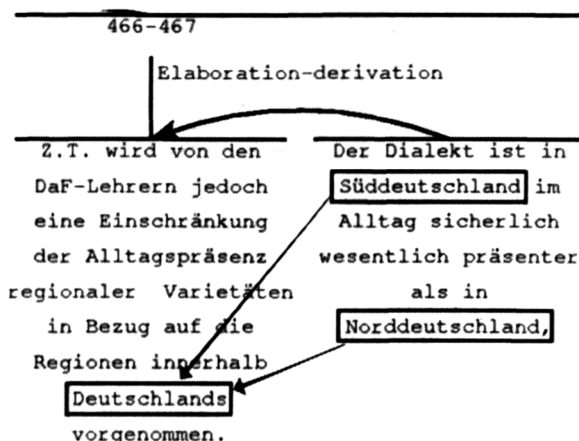 466-467
Elaboration-derivation
Z.T. wird von den
DaF-Lehrern jedoch
eine Einschränkung
der Alltagspräsenz
regionaler Varietäten
in Bezug auf die
Regionen innerhalb
Deutschlands
vorgenommen.
Der Dialekt ist in
Süddeutschland im
Alltag sicherlich
wesentlich präsenter
als in
Norddeutschland,